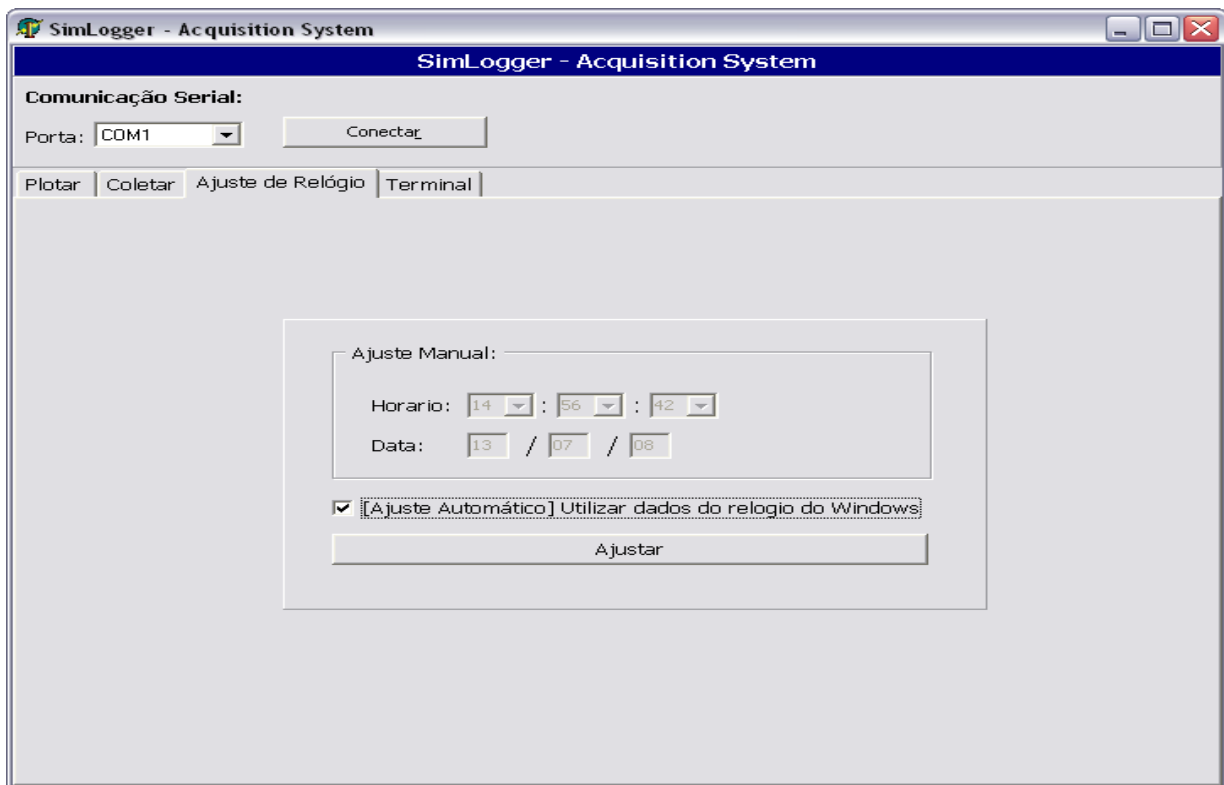 SimLogger - Acquisition System
SimLogger - Acquisition System
Comunicação Serial:
Porta: COM1 Conectar
Plotar Coletar Ajuste de Relógio Terminal
Ajuste Manual:
Horario: 14 : 56 : 42
Data: 13 / 07 / 08
[Ajuste Automático] Utilizar dados do relogio do Windows
Ajustar